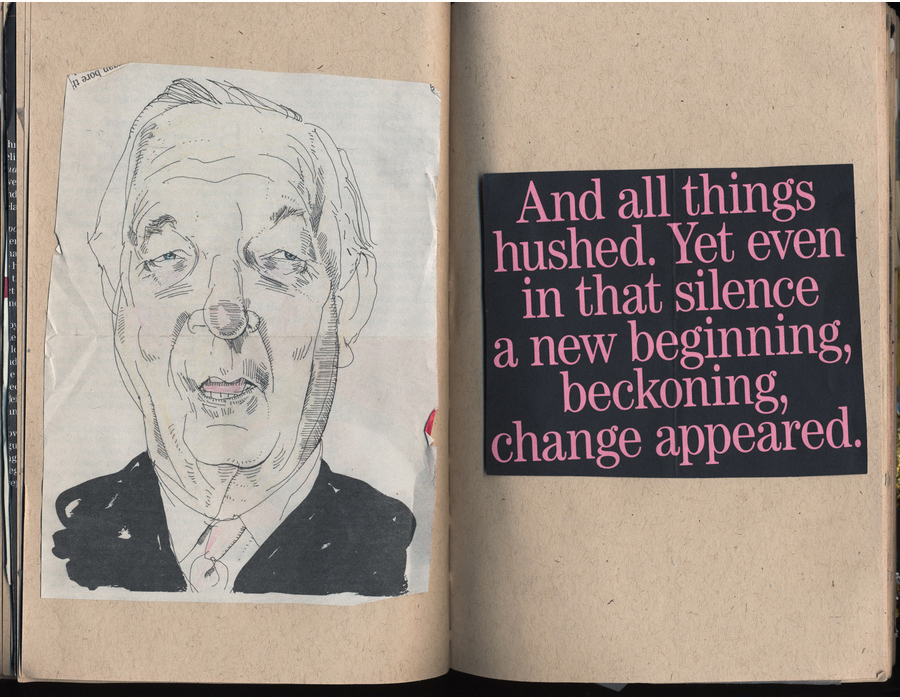 And all things
hushed. Yet even
in that silence
a new beginning,
beckoning,
change appeared.